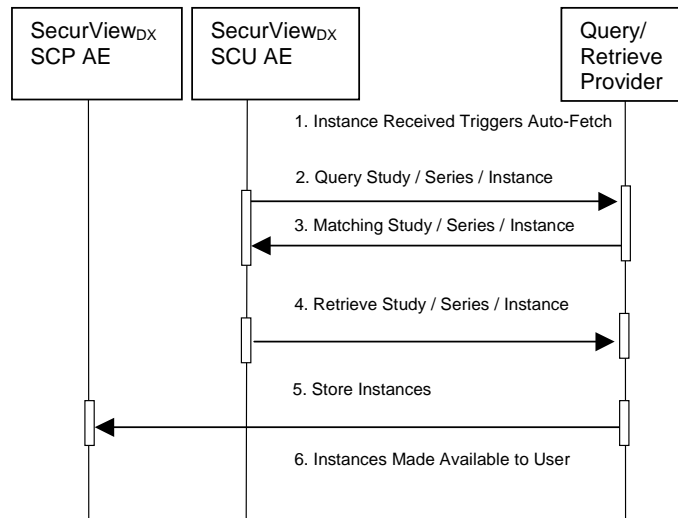 SecurViewDX
SCP AE
SecurViewDX
SCU AE
Query/
Retrieve
Provider
1. Instance Received Triggers Auto-Fetch
2. Query Study / Series / Instance
3. Matching Study / Series / Instance
4. Retrieve Study / Series / Instance
5. Store Instances
6. Instances Made Available to User